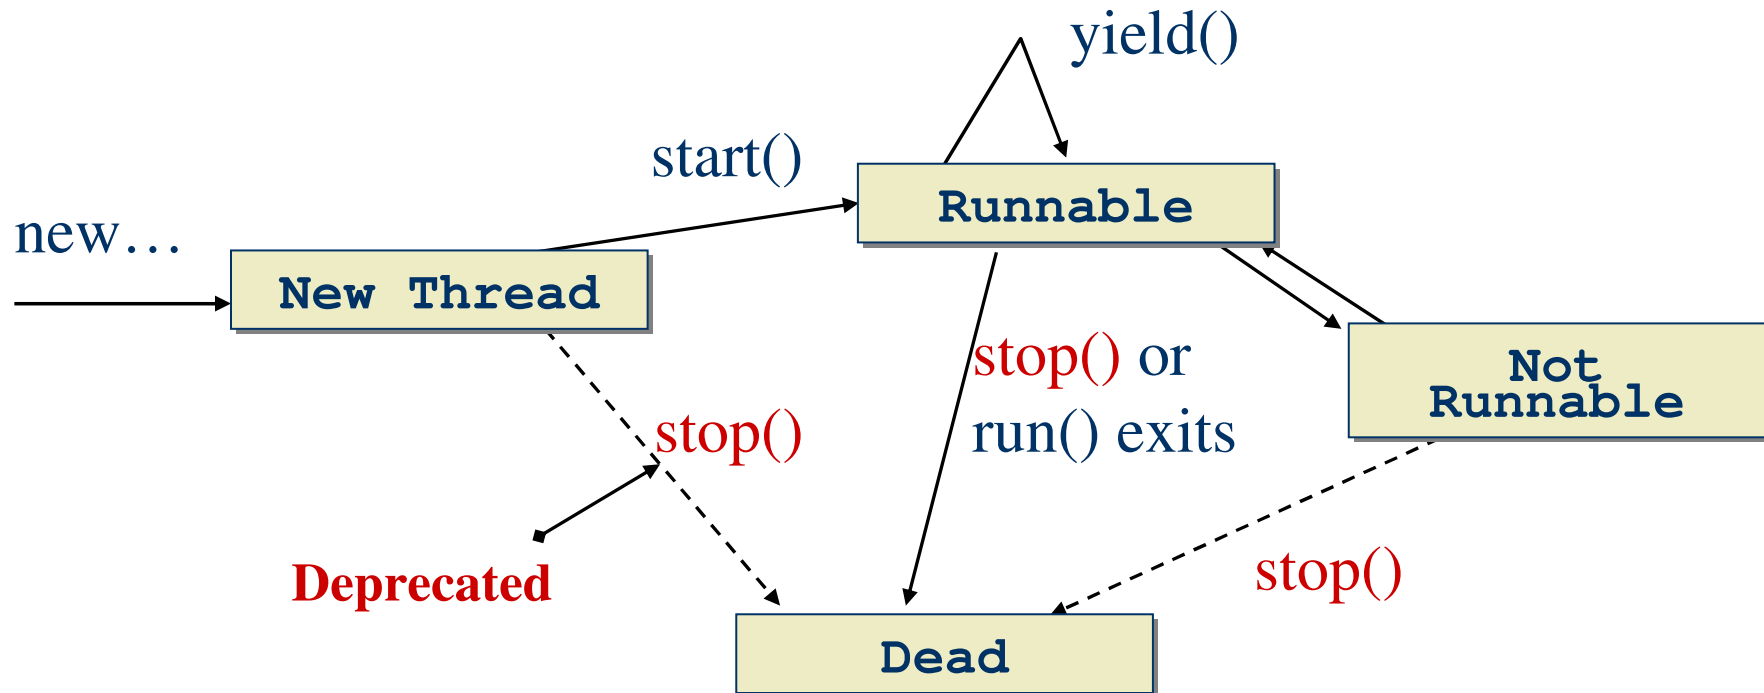 yield()
start()
Runnable
new…
New Thread
stop() or
run() exits
Not
Runnable
stop()
Deprecated
stop()
Dead